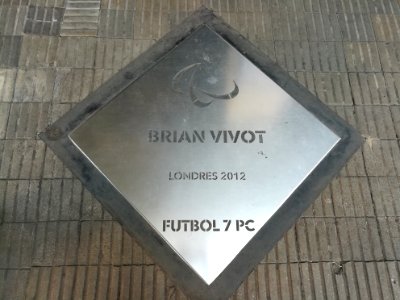 BRIAN VIVOT
LONDRES 2012
FUTBOL 7 PC